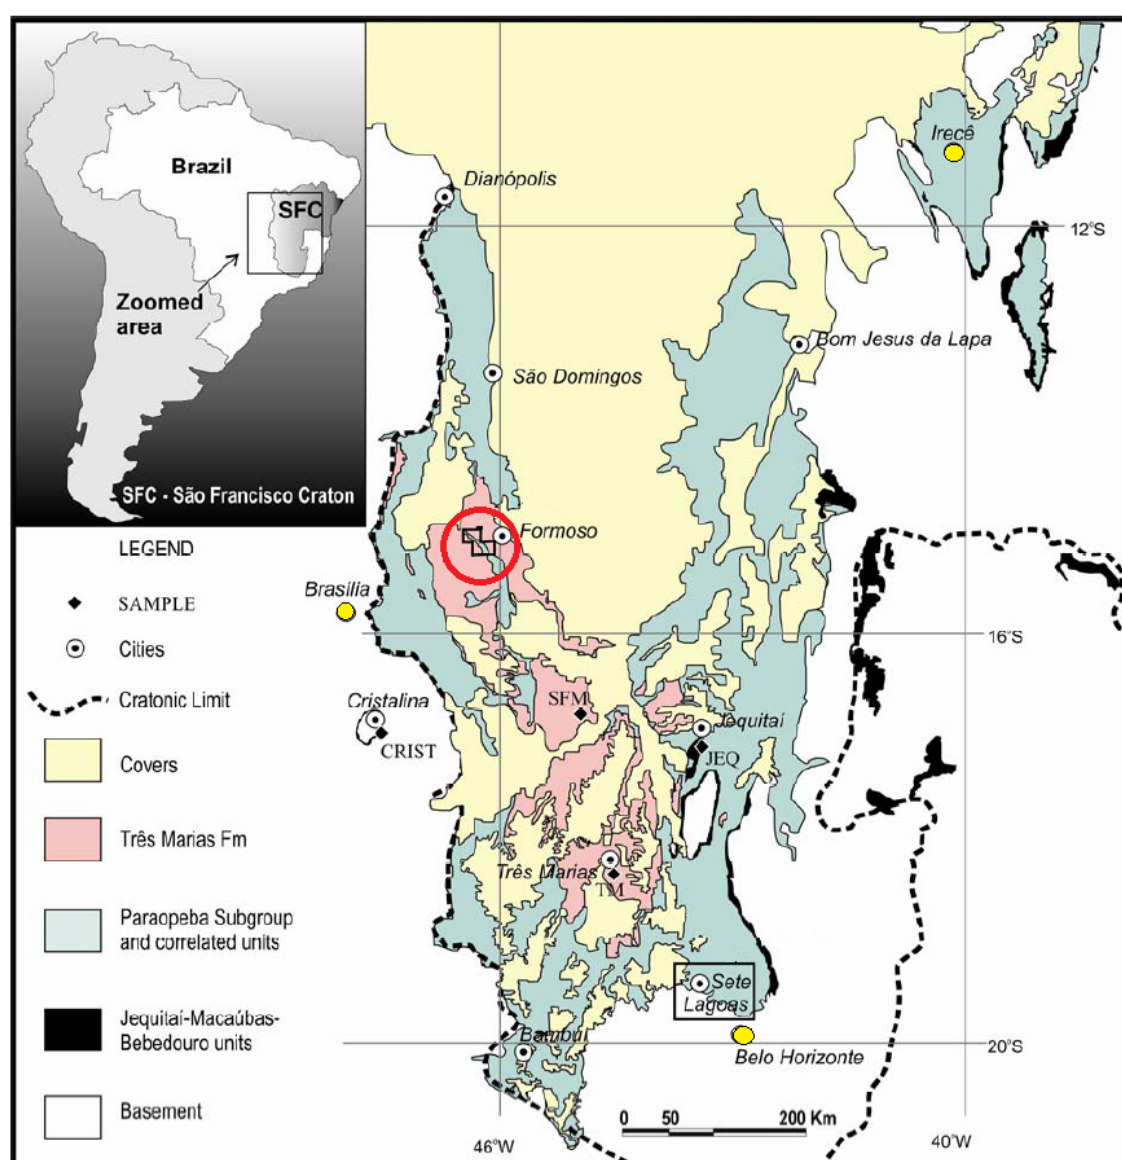 Brazil
SFC
Zoomed
area
SFC - São Francisco Craton
LEGEND
SAMPLE
Cities
Cratonic Limit
Covers
Três Marias Fm
Paraopeba Subgroup
and correlated units
Jequitaí-Macaúbas-
Bebedouro units
Basement
Irecê
Dianópolis
12°S
Bom Jesus da Lapa
São Domingos
Formoso
Brasília
16°S
Cristalina
CRIST
SFM
Jequitaí
JEQ
Três Marias
TM
Sete
Lagoas
Bambuí
Belo Horizonte
20°S
0 50 100 200 Km
46°W
40°W